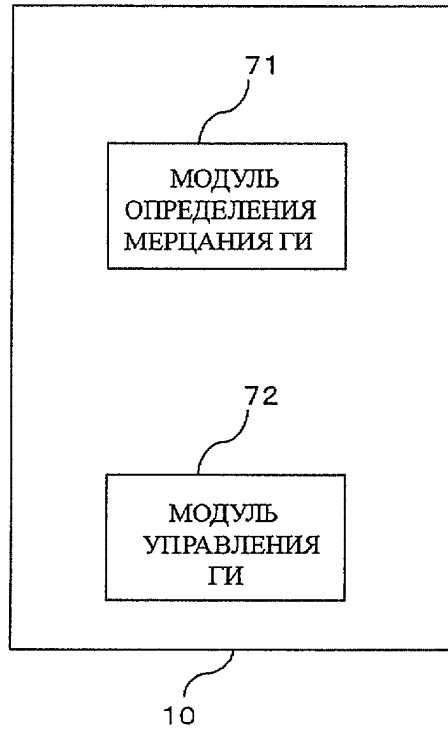 71
МОДУЛЬ
ОПРЕДЕЛЕНИЯ
МЕРЦАНИЯ ГИ
72
МОДУЛЬ
УПРАВЛЕНИЯ
ГИ
10